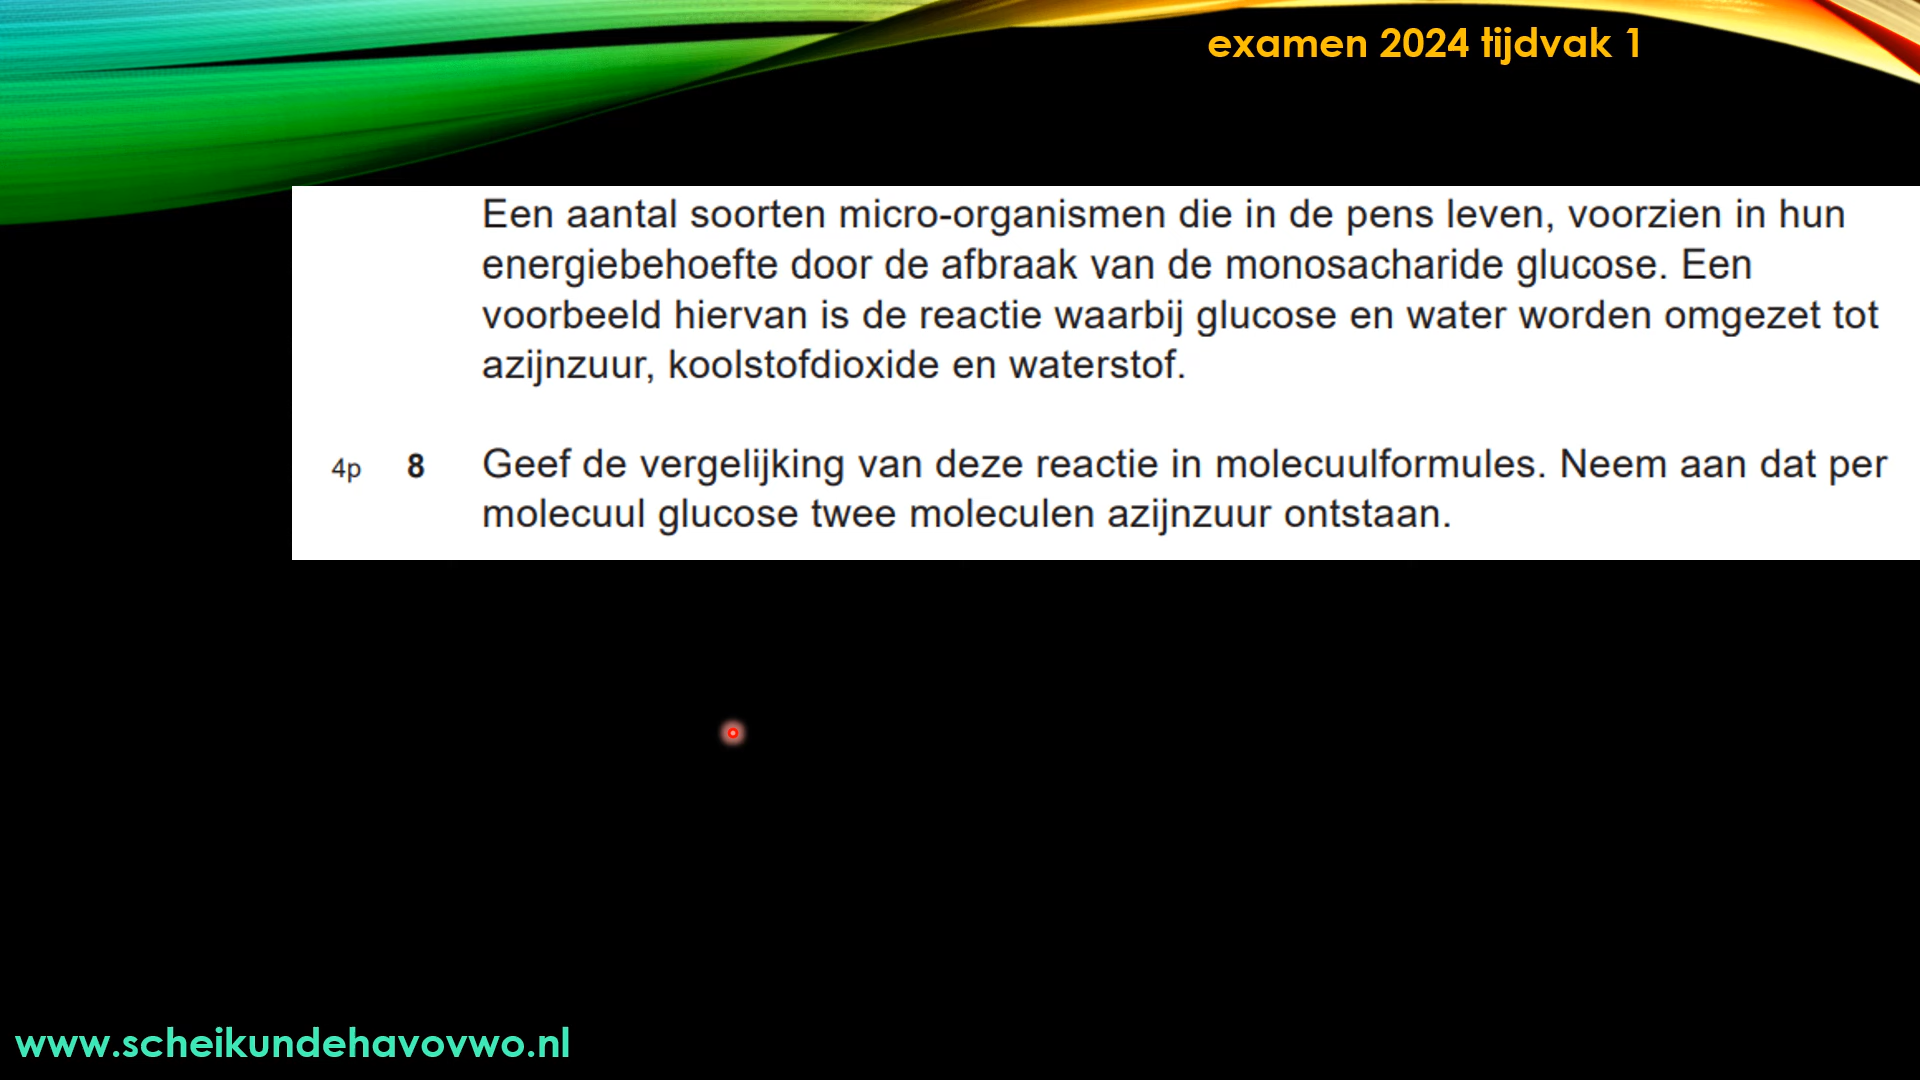 examen 2024 tijdvak 1
Een aantal soorten micro-organismen die in de pens leven, voorzien in hun
energiebehoefte door de afbraak van de monosacharide glucose. Een
voorbeeld hiervan is de reactie waarbij glucose en water worden omgezet tot
azijnzuur, koolstofdioxide en waterstof.
4p 8 Geef de vergelijking van deze reactie in molecuulformules. Neem aan dat per
molecuul glucose twee moleculen azijnzuur ontstaan.
www.scheikundehavovwo.nl